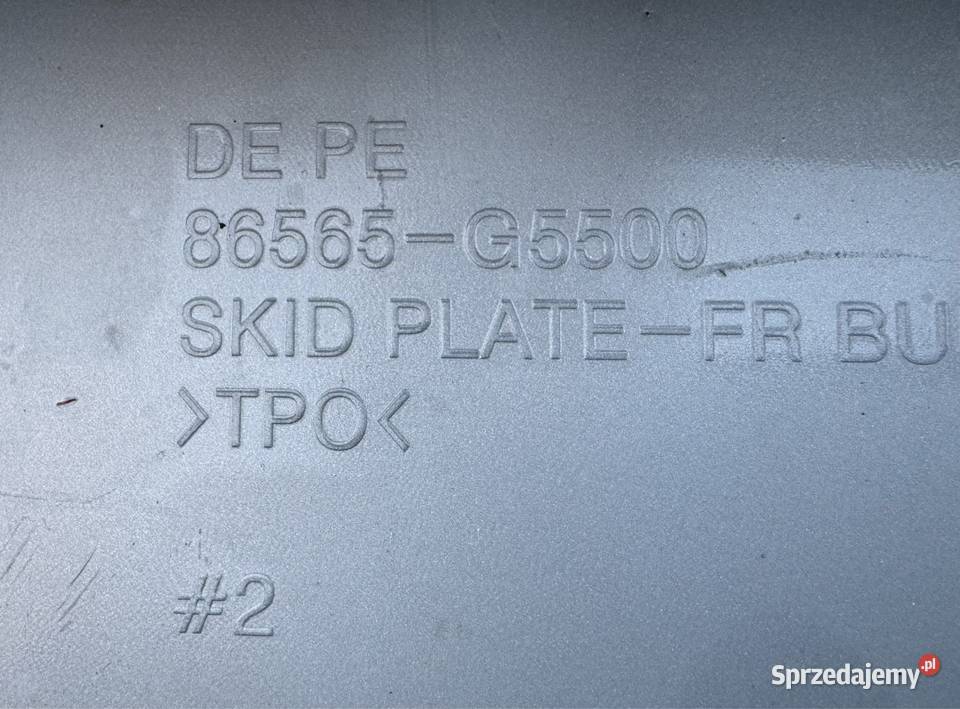 DE PE
86565-G5500
SKID PLATE-FR BU
>TPO<
#2
Sprzedajemy.pl